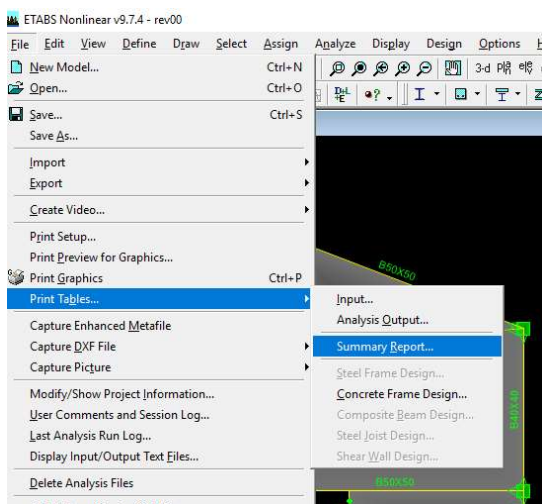 ETABS Nonlinear v9.7.4 - rev00
File Edit View Define Draw Select Assign Analyze Display Design Options
New Model... Ctrl+N
3-d
Open... Ctrl+O
Save... Ctrl+S
Save As...
Import
Export
Create Video...
Print Setup...
Print Preview for Graphics...
Print Graphics Ctrl+P
Print Tables...
Capture Enhanced Metafile
Capture DXF File
Capture Picture
Modify/Show Project Information...
User Comments and Session Log...
Last Analysis Run Log...
Display Input/Output Text Files...
Delete Analysis Files
Input...
Analysis Output...
Summary Report...
Steel Frame Design...
Concrete Frame Design...
Composite Beam Design...
Steel Joist Design...
Shear Wall Design...
B50X50
B40X40
B50X50